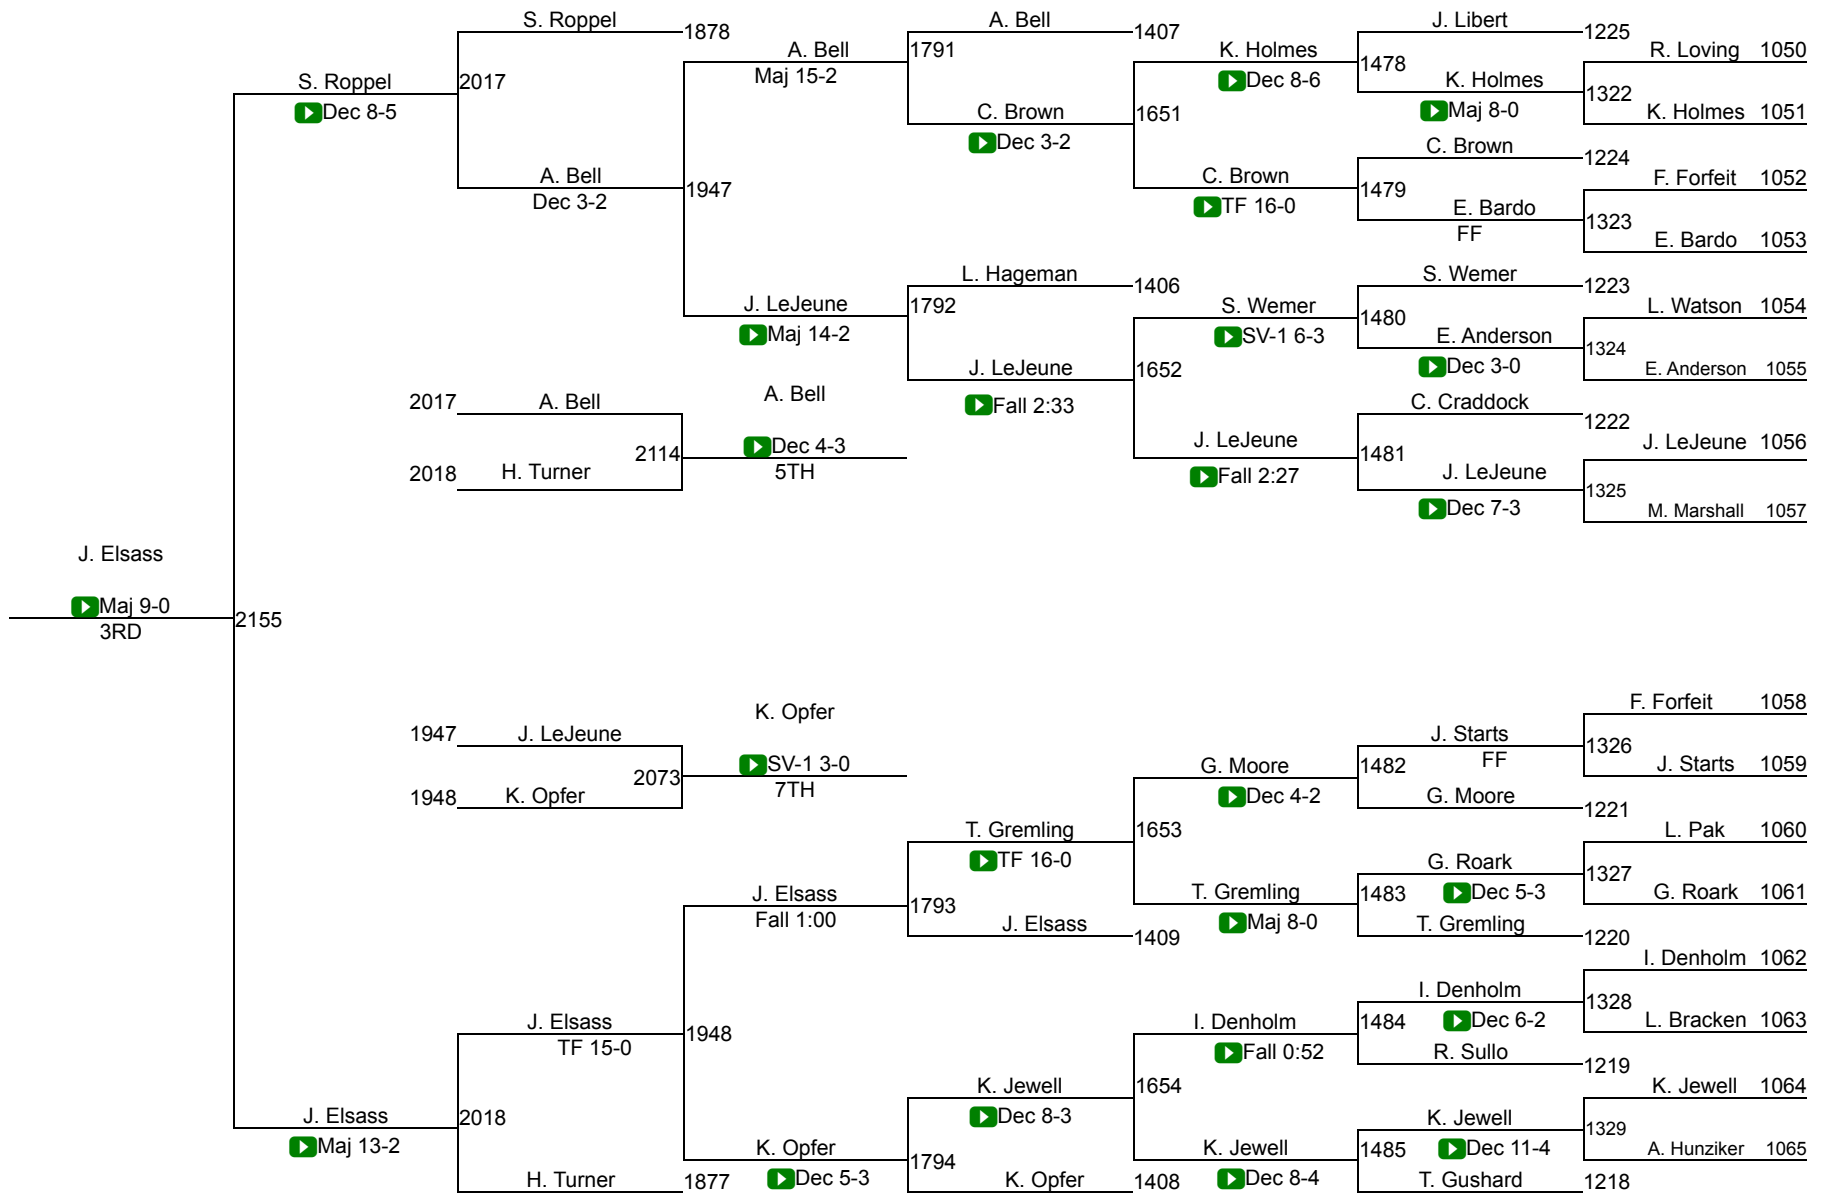 S. Roppel
1878
A. Bell
1407
J. Libert
1225
R. Loving 1050
A. Bell
Maj 15-2
1791
K. Holmes
Dec 8-6
1478
K. Holmes
Maj 8-0
1322
K. Holmes 1051
S. Roppel
Dec 8-5
2017
C. Brown
Dec 3-2
1651
C. Brown
1224
F. Forfeit 1052
A. Bell
Dec 3-2
1947
C. Brown
TF 16-0
1479
E. Bardo
FF
1323
E. Bardo 1053
L. Hageman
1406
S. Wemer
1223
L. Watson 1054
J. LeJeune
Maj 14-2
1792
S. Wemer
SV-1 6-3
1480
E. Anderson
Dec 3-0
1324
E. Anderson 1055
J. LeJeune
Fall 2:33
1652
C. Craddock
1222
J. LeJeune 1056
2017
A. Bell
A. Bell
2114
Dec 4-3
5TH
2018
H. Turner
J. LeJeune
Fall 2:27
1481
J. LeJeune
Dec 7-3
1325
M. Marshall 1057
J. Elsass
Maj 9-0
3RD
2155
F. Forfeit 1058
1947
J. LeJeune
K. Opfer
2073
SV-1 3-0
7TH
1948
K. Opfer
G. Moore
Dec 4-2
1482
J. Starts
FF
1326
J. Starts 1059
G. Moore
1221
T. Gremling
TF 16-0
1653
L. Pak 1060
G. Roark
Dec 5-3
1327
G. Roark 1061
J. Elsass
Fall 1:00
1793
T. Gremling
Maj 8-0
1483
T. Gremling
1220
J. Elsass
1409
I. Denholm 1062
J. Elsass
TF 15-0
1948
I. Denholm
Fall 0:52
1484
I. Denholm
Dec 6-2
1328
L. Bracken 1063
R. Sullo
1219
K. Jewell
Dec 8-3
1654
K. Jewell 1064
J. Elsass
Maj 13-2
2018
K. Opfer
Dec 5-3
1794
K. Jewell
Dec 8-4
1485
K. Jewell
Dec 11-4
1329
A. Hunziker 1065
H. Turner
1877
K. Opfer
1408
T. Gushard
1218